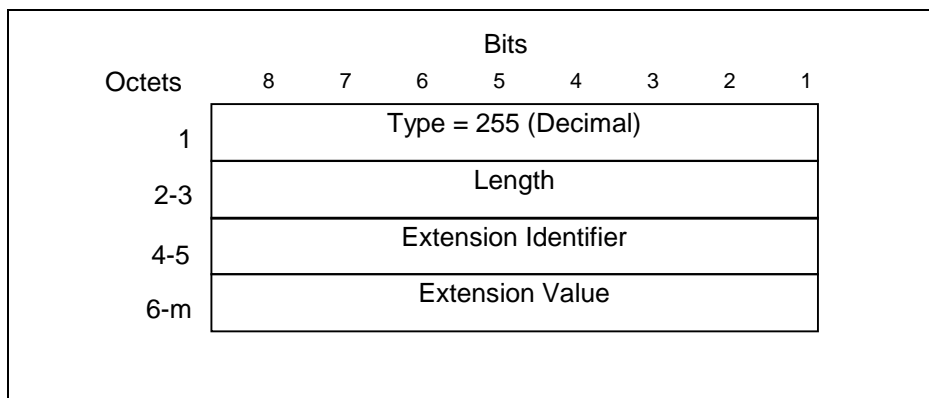 Bits
Octets 8 7 6 5 4 3 2 1
1 Type = 255 (Decimal)
2-3 Length
4-5 Extension Identifier
6-m Extension Value